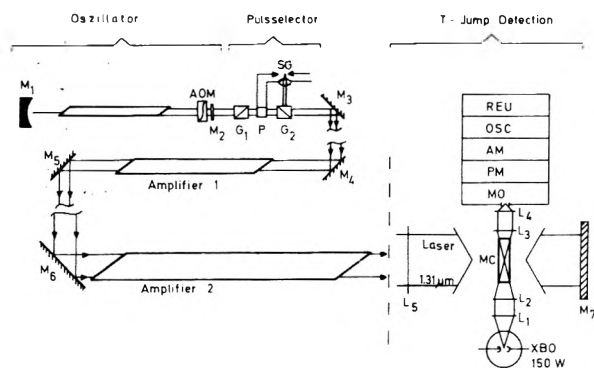 Oszillator
Pulsselector
T-Jump Detection
SG
M1
AOM
M2
G1
P
G2
M3
M5
Amplifier 1
M4
M6
Amplifier 2
REU
OSC
AM
PM
MO
L4
L3
Laser
MC
1.31 µm
L5
L2
L1
M7
XBO
150 W